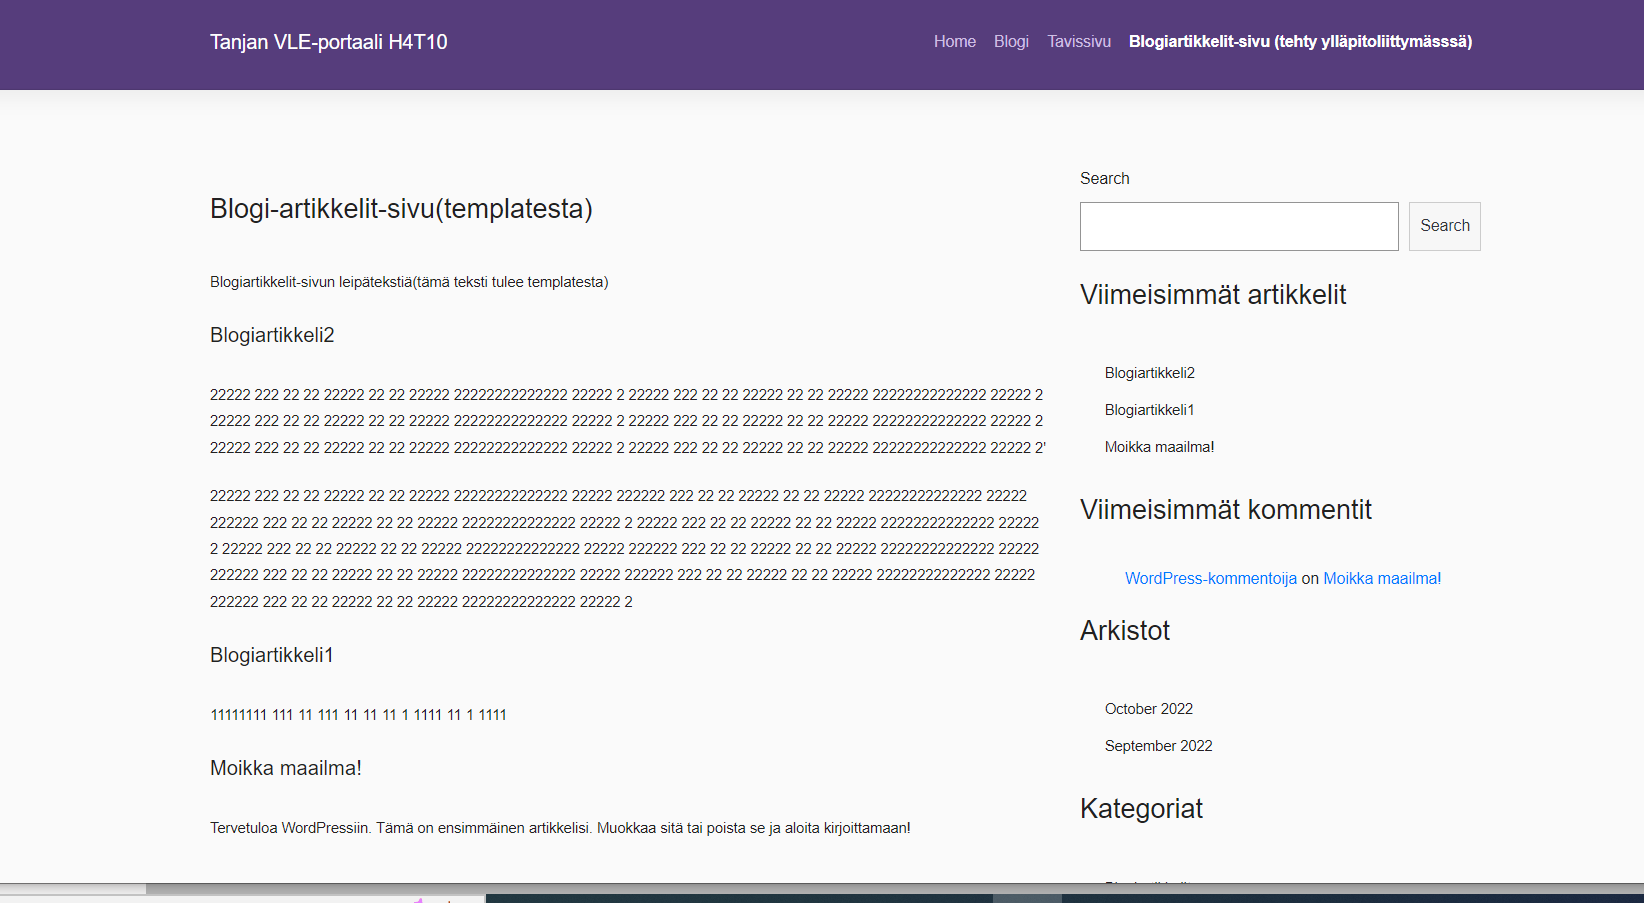 Tanjan VLE-portaali H4T10
Home Blogi Tavissivu Blogiartikkelit-sivu (tehty ylläpitoliittymässsä)
Blogi-artikkelit-sivu(templatesta)
Blogiartikkelit-sivun leipätekstiä(tämä teksti tulee templatesta)
Blogiartikkeli2
22222 222 22 22 22222 22 22 22222 22222222222222 22222 2 22222 222 22 22 22222 22 22 22222 22222222222222 22222 2
22222 222 22 22 22222 22 22 22222 22222222222222 22222 2 22222 222 22 22 22222 22 22 22222 22222222222222 22222 2
22222 222 22 22 22222 22 22 22222 22222222222222 22222 2 22222 222 22 22 22222 22 22 22222 22222222222222 22222 2'
22222 222 22 22 22222 22 22 22222 22222222222222 22222 222222 222 22 22 22222 22 22 22222 22222222222222 22222
222222 222 22 22 22222 22 22 22222 22222222222222 22222 2 22222 222 22 22 22222 22 22 22222 22222222222222 22222
2 22222 222 22 22 22222 22 22 22222 22222222222222 22222 222222 222 22 22 22222 22 22 22222 22222222222222 22222
222222 222 22 22 22222 22 22 22222 22222222222222 22222 222222 222 22 22 22222 22 22 22222 22222222222222 22222
222222 222 22 22 22222 22 22 22222 22222222222222 22222 2
Blogiartikkeli1
11111111 111 11 111 11 11 11 1 1111 11 1 1111
Moikka maailma!
Tervetuloa WordPressiin. Tämä on ensimmäinen artikkelisi. Muokkaa sitä tai poista se ja aloita kirjoittamaan!
Search
Search
Viimeisimmät artikkelit
Blogiartikkeli2
Blogiartikkeli1
Moikka maailma!
Viimeisimmät kommentit
WordPress-kommentoija on Moikka maailma!
Arkistot
October 2022
September 2022
Kategoriat